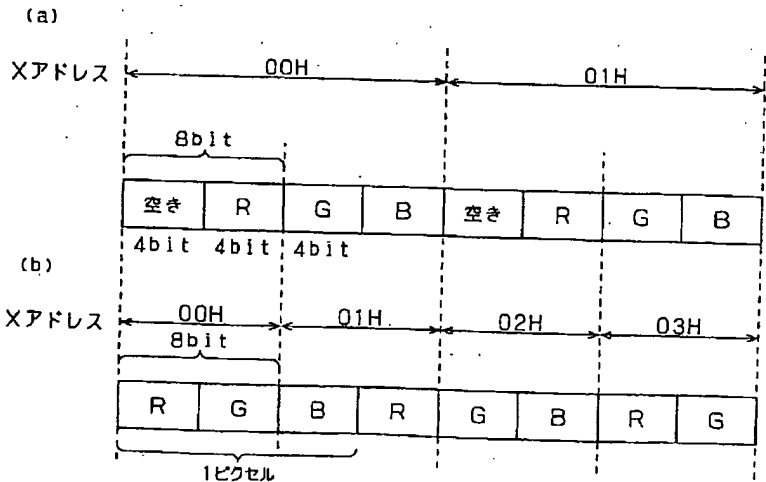 (a)
Xアドレス 00H 01H
8bit
空き R G B 空き R G B
4bit 4bit 4bit
(b)
Xアドレス 00H 01H 02H 03H
8bit
R G B R G B R G
1ピクセル